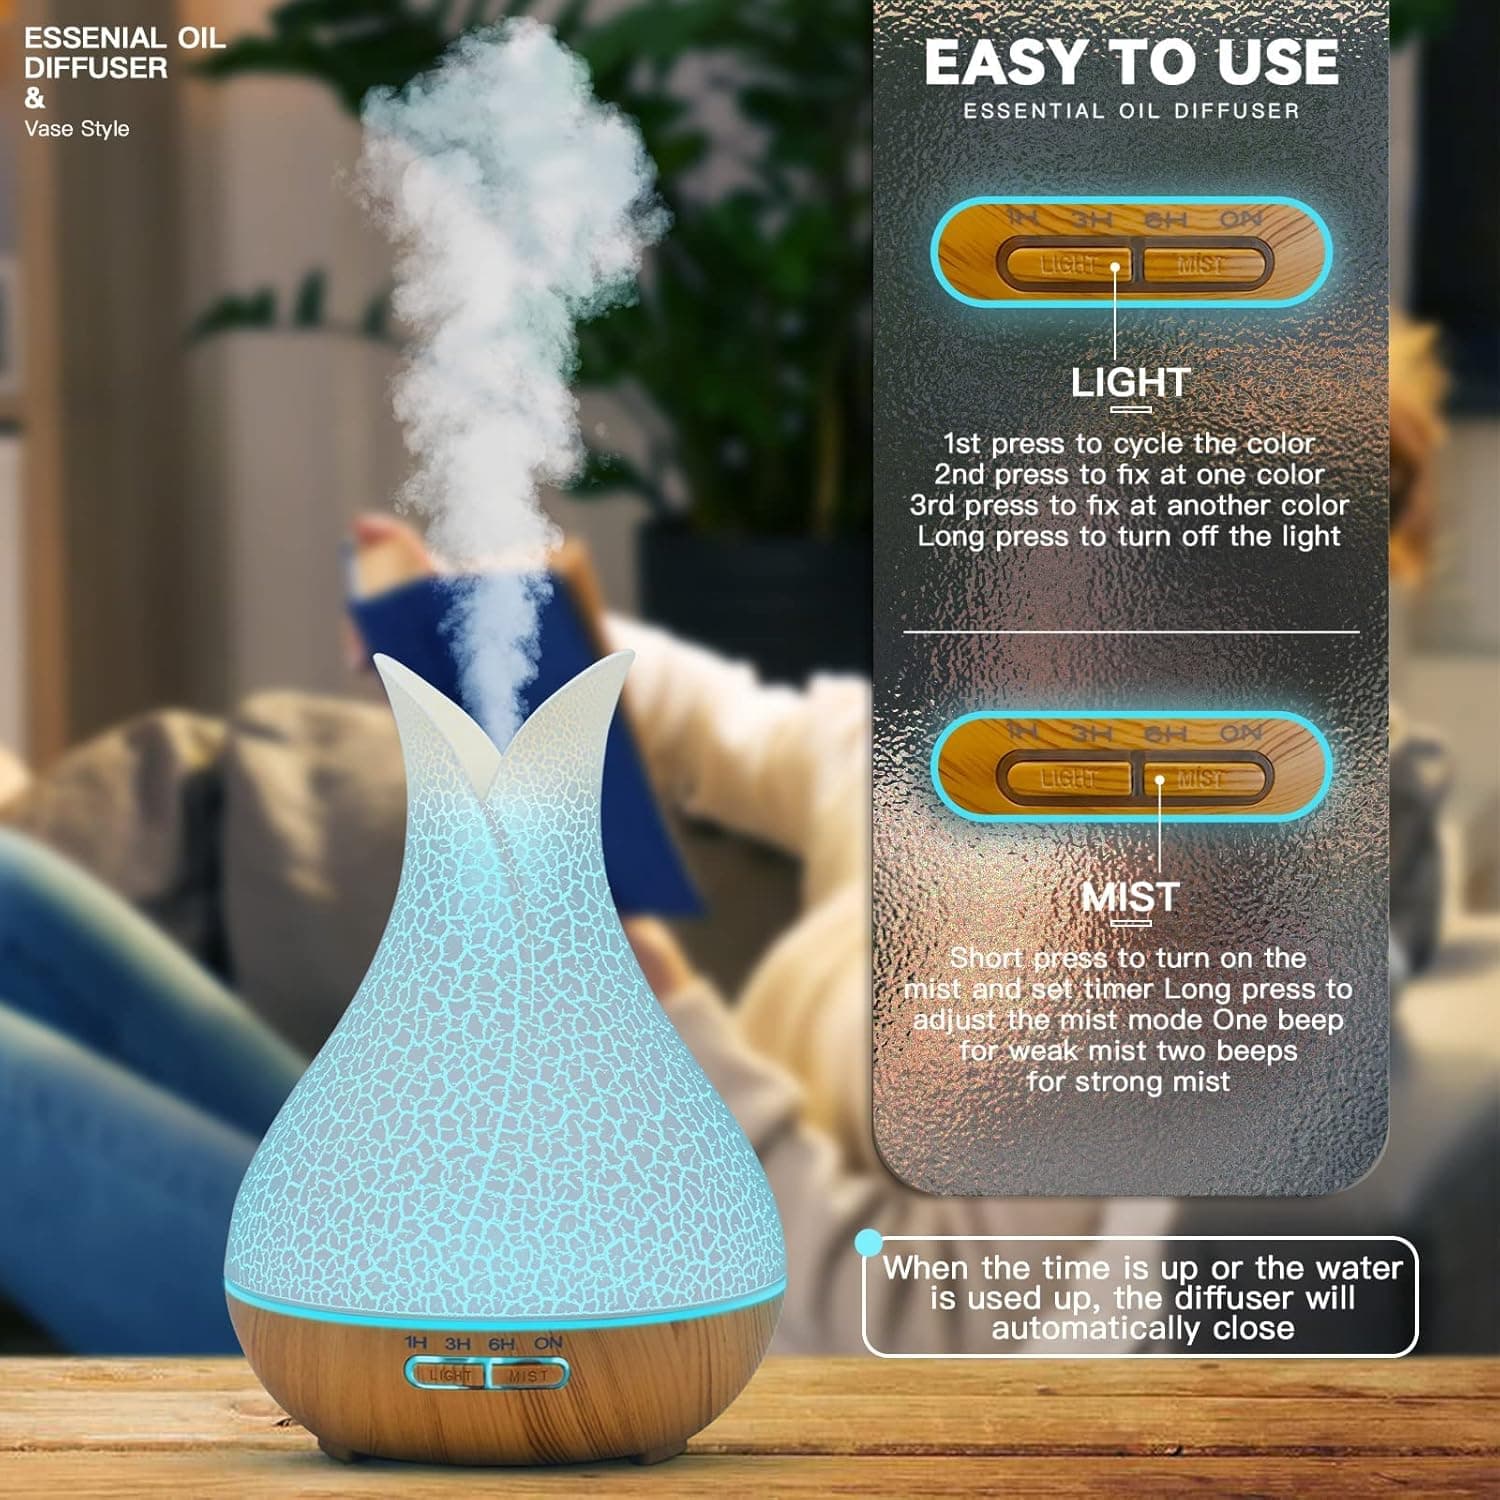 ESSENIAL OIL
DIFFUSER
&
Vase Style
EASY TO USE
ESSENTIAL OIL DIFFUSER
1H 3H 6H ON
LIGHT MIST
LIGHT
1st press to cycle the color
2nd press to fix at one color
3rd press to fix at another color
Long press to turn off the light
1H 3H 6H ON
LIGHT MIST
MIST
Short press to turn on the
mist and set timer Long press to
adjust the mist mode One beep
for weak mist two beeps
for strong mist
When the time is up or the water
is used up, the diffuser will
automatically close
1H 3H 6H ON
LIGHT MIST